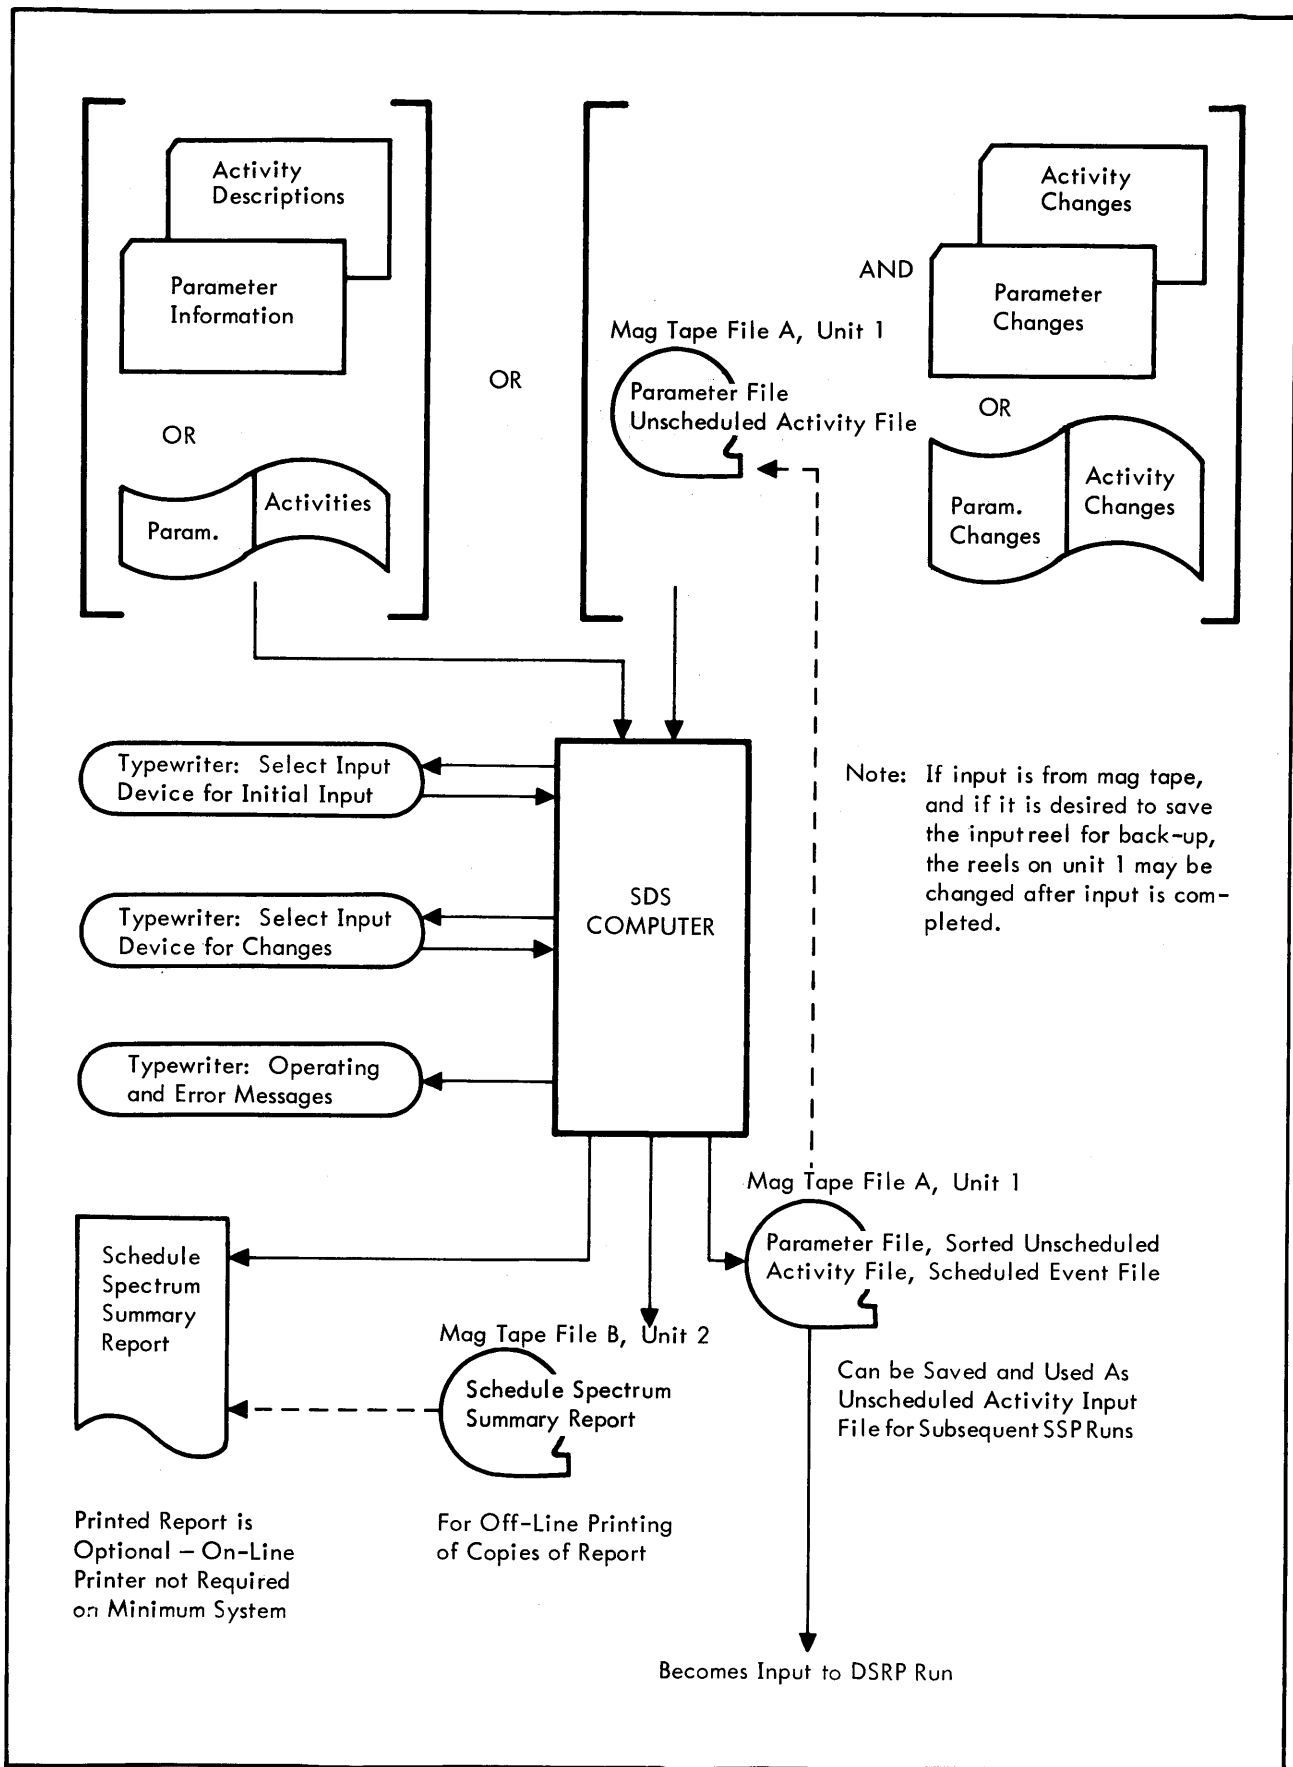 Activity
Descriptions
Parameter
Information
OR
Param.
Activities
OR
Mag Tape File A, Unit 1
Parameter File
Unscheduled Activity File
AND
Activity
Changes
Parameter
Changes
OR
Param.
Changes
Activity
Changes
Typewriter: Select Input
Device for Initial Input
Typewriter: Select Input
Device for Changes
Typewriter: Operating
and Error Messages
SDS
COMPUTER
Note: If input is from mag tape,
and if it is desired to save
the input reel for back-up,
the reels on unit 1 may be
changed after input is com-
pleted.
Mag Tape File A, Unit 1
Parameter File, Sorted Unscheduled
Activity File, Scheduled Event File
Schedule
Spectrum
Summary
Report
Mag Tape File B, Unit 2
Schedule Spectrum
Summary Report
Can be Saved and Used As
Unscheduled Activity Input
File for Subsequent SSP Runs
Printed Report is
Optional – On-Line
Printer not Required
on Minimum System
For Off-Line Printing
of Copies of Report
Becomes Input to DSRP Run